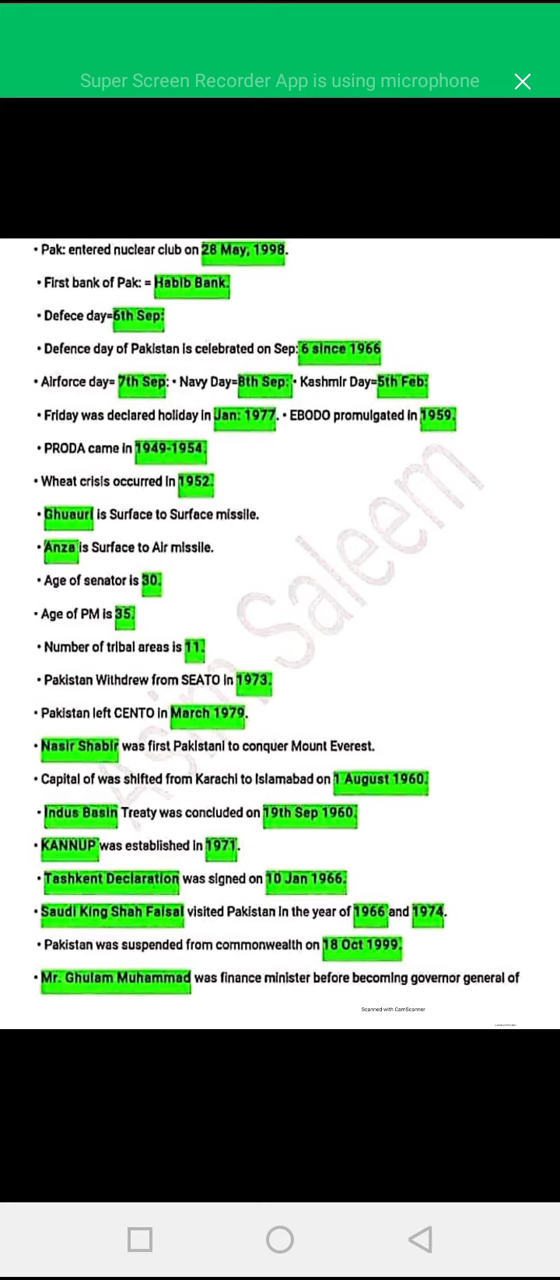 Super Screen Recorder App is using microphone
• Pak: entered nuclear club on 28 May, 1998.
• First bank of Pak: = Habib Bank.
• Defece day=6th Sep:
• Defence day of Pakistan is celebrated on Sep: 6 since 1966
• Airforce day= 7th Sep: • Navy Day=8th Sep: • Kashmir Day=5th Feb:
• Friday was declared holiday in Jan: 1977. • EBODO promulgated in 1959.
• PRODA came in 1949-1954.
• Wheat crisis occurred in 1952.
• Ghuauri is Surface to Surface missile.
• Anza is Surface to Air missile.
• Age of senator is 30.
• Age of PM is 35.
• Number of tribal areas is 11.
• Pakistan Withdrew from SEATO in 1973.
• Pakistan left CENTO in March 1979.
• Nasir Shabir was first Pakistani to conquer Mount Everest.
• Capital of was shifted from Karachi to Islamabad on 1 August 1960.
• Indus Basin Treaty was concluded on 19th Sep 1960.
• KANNUP was established in 1971.
• Tashkent Declaration was signed on 10 Jan 1966.
• Saudi King Shah Faisal visited Pakistan in the year of 1966 and 1974.
• Pakistan was suspended from commonwealth on 18 Oct 1999.
• Mr. Ghulam Muhammad was finance minister before becoming governor general of
Asim Saleem
Scanned with CamScanner